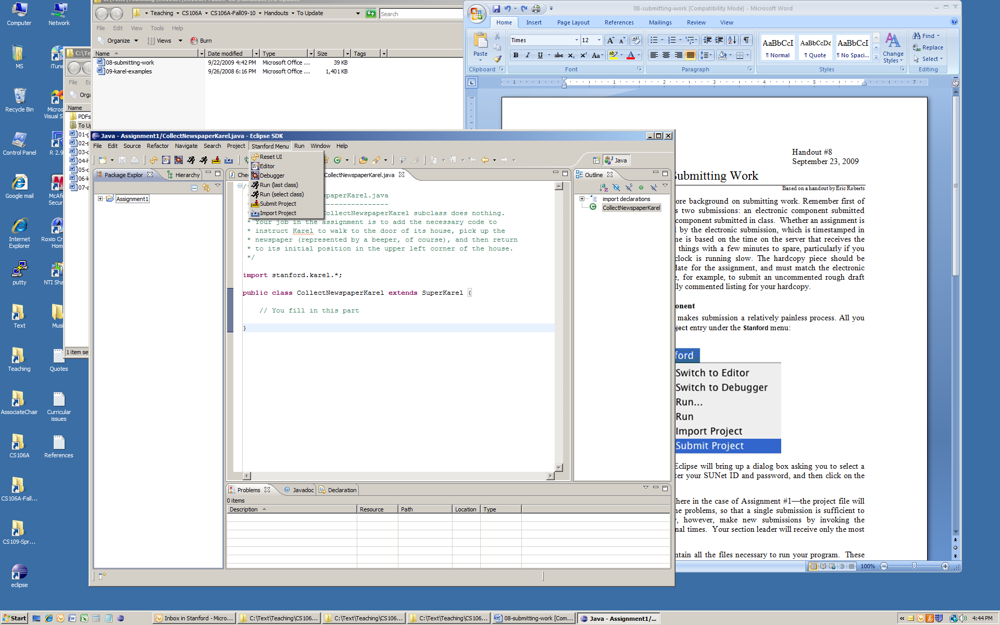 Computer
Network
MS
iTune
Recycle Bin
Micros
Visual S
Control Panel
R 2.9
Google mail
McAfe
Secur
Internet
Explorer
Roxio Cr
Hom
putty
NTI Sha
Text
Musi
Teaching
Quotes
AssociateChair
Curricular
issues
CS106A
References
CS106A-Fall...
CS109-Spr...
eclipse
Teaching
CS106A
CS106A-Fall09-10
Handouts
To Update
Search
File Edit View Tools Help
Organize Views Burn
Name Date modified Type Size Tags
08-submitting-work 9/22/2009 4:42 PM Microsoft Office ... 39 KB
09-karel-examples 9/26/2008 6:16 PM Microsoft Office ... 1,401 KB
C:\Te
File Ed
Orga
Name
PDFs
To Up
01-g
02-s
03-c
04-h
05-c
06-k
07-a
1 item se
Java - Assignment1/CollectNewspaperKarel.java - Eclipse SDK
File Edit Source Refactor Navigate Search Project Stanford Menu Run Window Help
Reset UI
Editor
Debugger
Run (last class)
Run (select class)
Submit Project
Import Project
Java
Package Explor
Hierarchy
Assignment1
Che
CollectNewspaperKarel.java
/*
spaperKarel.java
------------------
CollectNewspaperKarel subclass does nothing.
* Your job in the assignment is to add the necessary code to
* instruct Karel to walk to the door of its house, pick up the
* newspaper (represented by a beeper, of course), and then return
* to its initial position in the upper left corner of the house.
*/
import stanford.karel.*;
public class CollectNewspaperKarel extends SuperKarel {
// You fill in this part
}
Outline
import declarations
CollectNewspaperKarel
Problems
@ Javadoc
Declaration
0 items
Description Resource Path Location Type
08-submitting-work [Compatibility Mode] - Microsoft Word
Home Insert Page Layout References Mailings Review View
Paste
Clipboard
Times 12
B I U abc x₂ x² Aa
Font
Paragraph
AaBbCcI AaBbCcDd AaBbCcI
¶ Normal ¶ Quote ¶ No Spaci...
Change
Styles
Styles
Find
Replace
Select
Editing
1 1 2 3 4 5 7
Handout #8
September 23, 2009
Submitting Work
Based on a handout by Eric Roberts
ore background on submitting work. Remember first of
s two submissions: an electronic component submitted
component submitted in class. Whether an assignment is
l by the electronic submission, which is timestamped in
ne is based on the time on the server that receives the
things with a few minutes to spare, particularly if you
clock is running slow. The hardcopy piece should be
date for the assignment, and must match the electronic
e, for example, to submit an uncommented rough draft
lly commented listing for your hardcopy.
onent
makes submission a relatively painless process. All you
ject entry under the Stanford menu:
ford
Switch to Editor
Switch to Debugger
Run...
Run
Import Project
Submit Project
Eclipse will bring up a dialog box asking you to select a
ter your SUNet ID and password, and then click on the
here in the case of Assignment #1—the project file will
he problems, so that a single submission is sufficient to
y, however, make new submissions by invoking the
nal times. Your section leader will receive only the most
ntain all the files necessary to run your program. These
100%
Start
Inbox in Stanford - Micro...
C:\Text\Teaching\CS106...
C:\Text\Teaching\CS106...
C:\Text\Teaching\CS106...
08-submitting-work [Com...
Java - Assignment1/...
4:44 PM